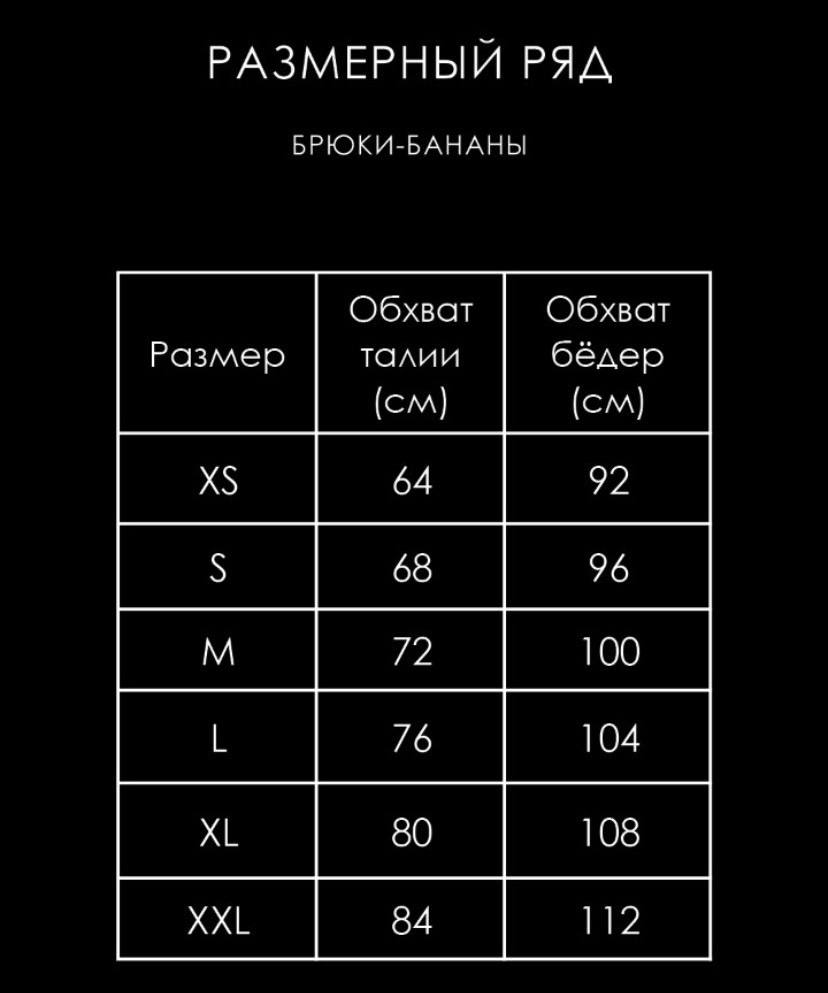 РАЗМЕРНЫЙ РЯД
БРЮКИ-БАНАНЫ
Размер
Обхват
талии
(см)
Обхват
бёдер
(см)
XS 64 92
S 68 96
M 72 100
L 76 104
XL 80 108
XXL 84 112